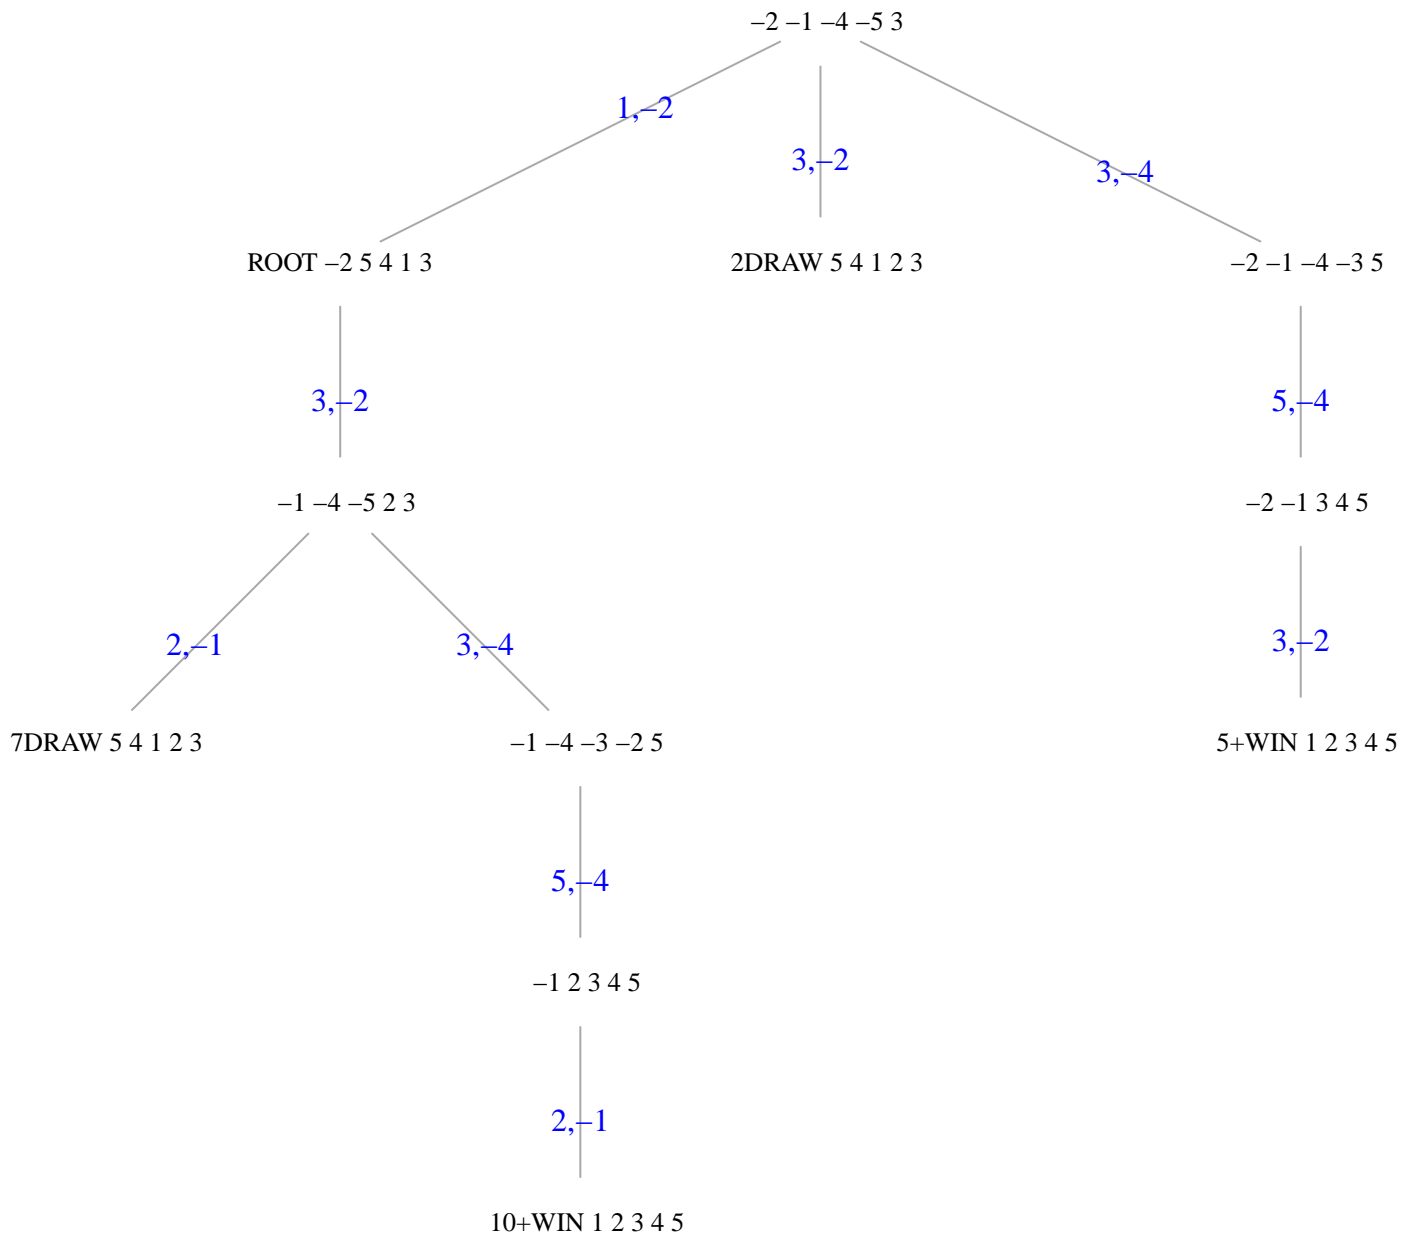 –2 –1 –4 –5 3
1,–2
3,–2
3,–4
ROOT –2 5 4 1 3
2DRAW 5 4 1 2 3
–2 –1 –4 –3 5
3,–2
5,–4
–1 –4 –5 2 3
–2 –1 3 4 5
2,–1
3,–4
3,–2
7DRAW 5 4 1 2 3
–1 –4 –3 –2 5
5+WIN 1 2 3 4 5
5,–4
–1 2 3 4 5
2,–1
10+WIN 1 2 3 4 5